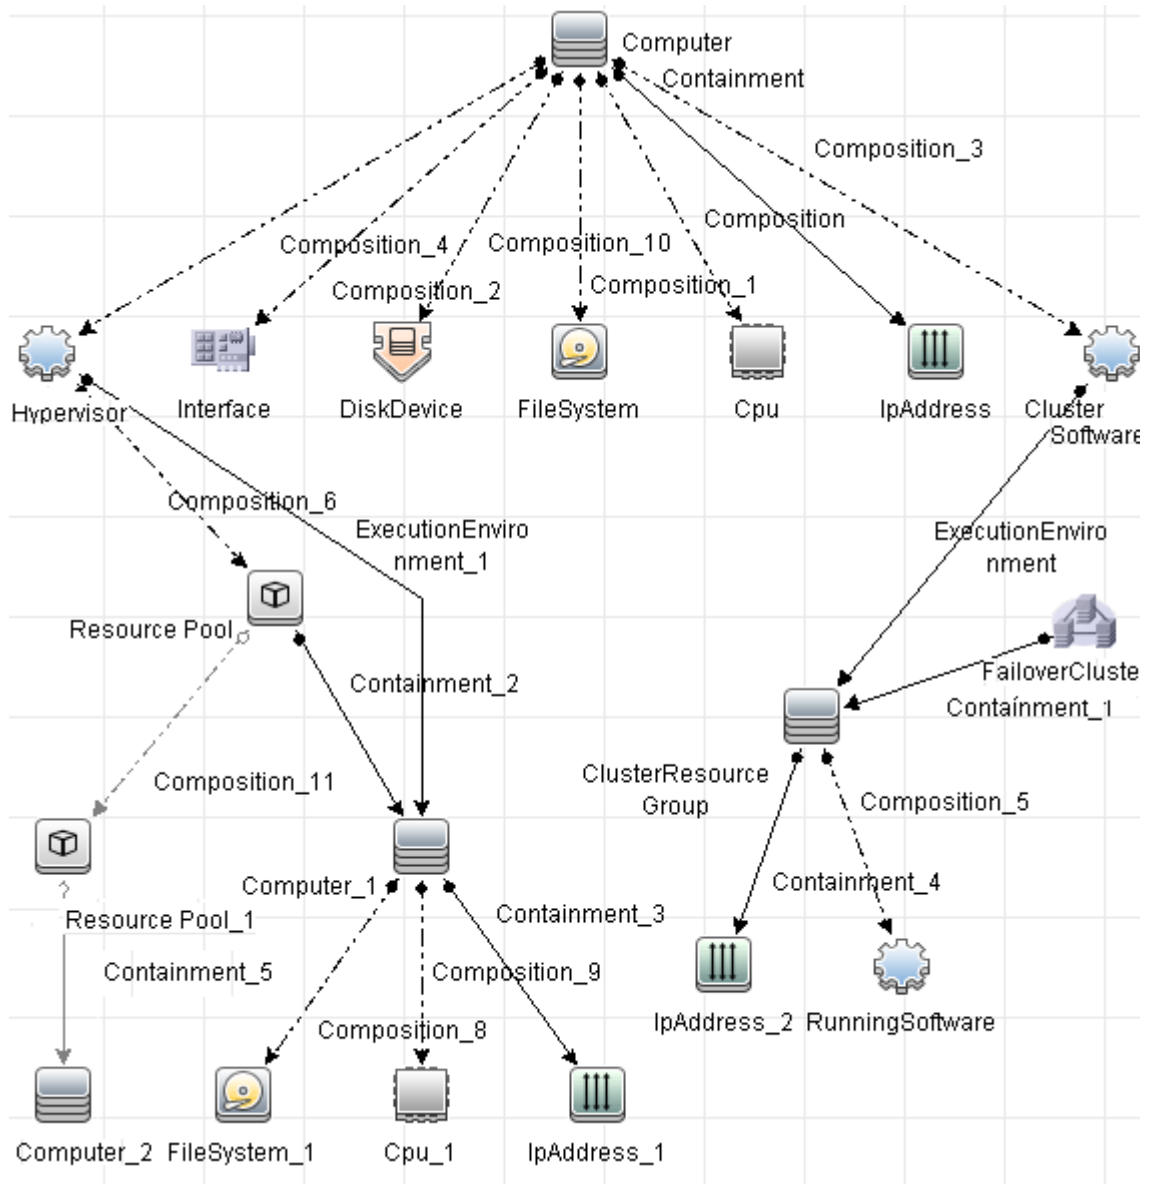 Computer
Containment
Composition_3
Composition
Composition_4
Composition_10
Composition_2
Composition_1
Hypervisor
Interface
DiskDevice
FileSystem
Cpu
IpAddress
Cluster
Software
Composition_6
ExecutionEnviro
nment_1
ExecutionEnviro
nment
Resource Pool
FailoverCluste
Containment_2
Containment_1
Composition_11
ClusterResource
Group
Composition_5
Computer_1
Containment_4
Containment_3
Resource Pool_1
Containment_5
Composition_9
Composition_8
IpAddress_2
RunningSoftware
Computer_2
FileSystem_1
Cpu_1
IpAddress_1